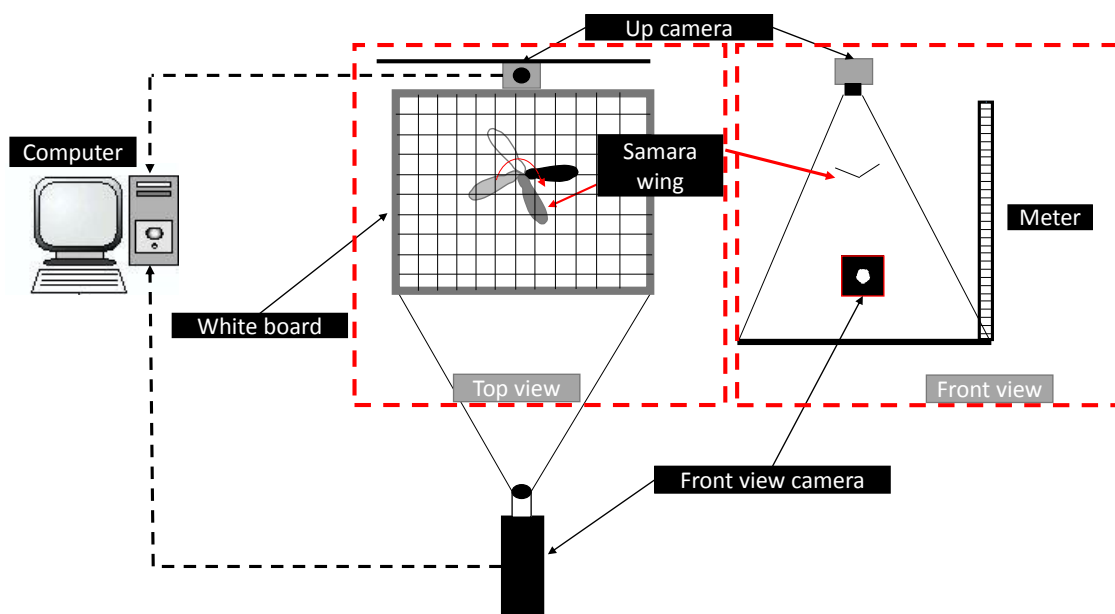 Up camera
Computer
Samara
wing
Meter
White board
Top view
Front view
Front view camera